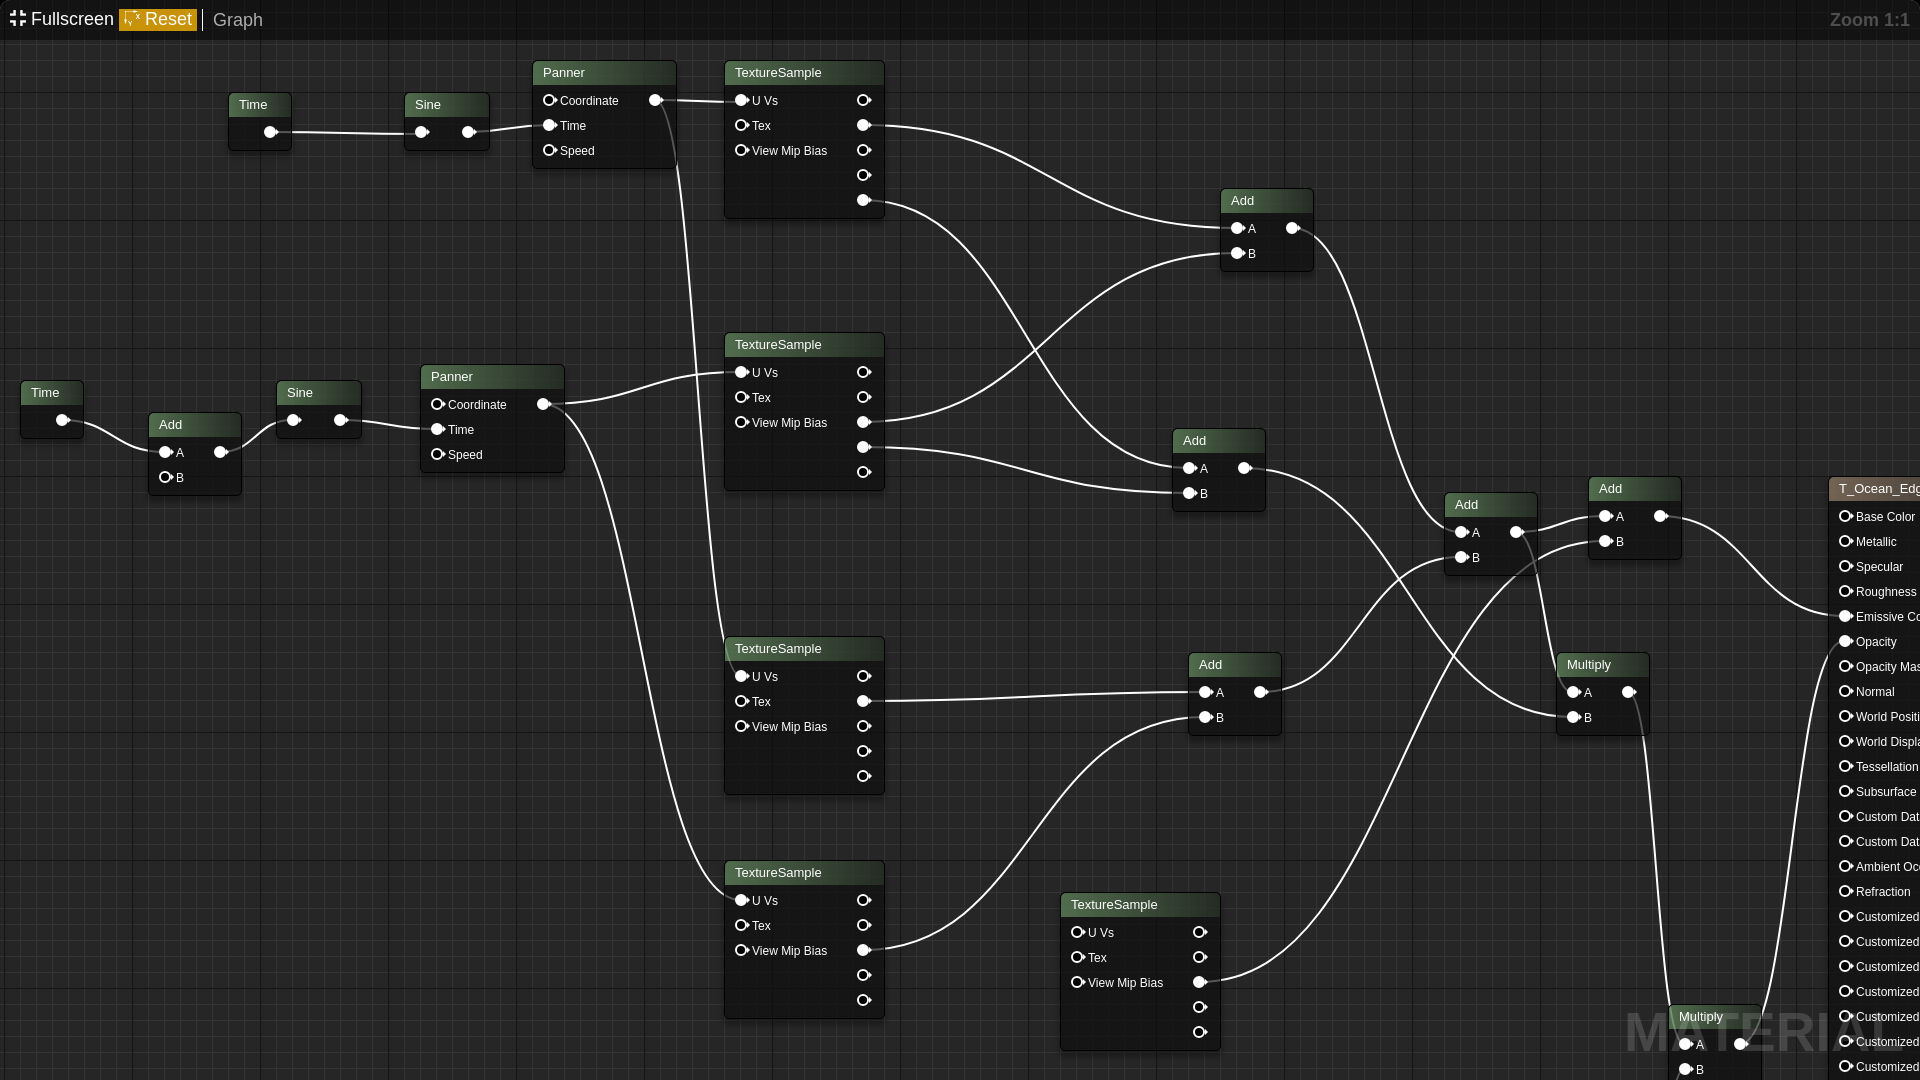 Fullscreen Reset Graph Zoom 1:1
Time
Sine
Panner
Coordinate
Time
Speed
TextureSample
U Vs
Tex
View Mip Bias
Add
A
B
Time
Add
A
B
Sine
Panner
Coordinate
Time
Speed
TextureSample
U Vs
Tex
View Mip Bias
Add
A
B
Add
A
B
Add
A
B
TextureSample
U Vs
Tex
View Mip Bias
Add
A
B
Multiply
A
B
TextureSample
U Vs
Tex
View Mip Bias
TextureSample
U Vs
Tex
View Mip Bias
Multiply
A
B
T_Ocean_Edg
Base Color
Metallic
Specular
Roughness
Emissive Co
Opacity
Opacity Mas
Normal
World Positi
World Displa
Tessellation
Subsurface
Custom Dat
Custom Dat
Ambient Occ
Refraction
Customized
Customized
Customized
Customized
Customized
Customized
Customized
MATERIAL